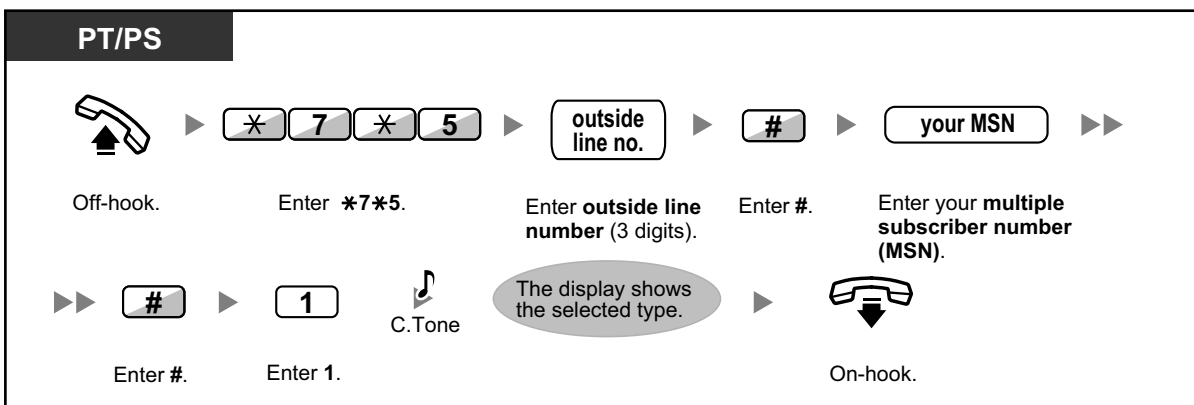 PT/PS
✳ 7 ✳ 5
outside
line no.
#
your MSN
Off-hook.
Enter ✳7✳5.
Enter outside line
number (3 digits).
Enter #.
Enter your multiple
subscriber number
(MSN).
#
1
C.Tone
The display shows
the selected type.
Enter #.
Enter 1.
On-hook.